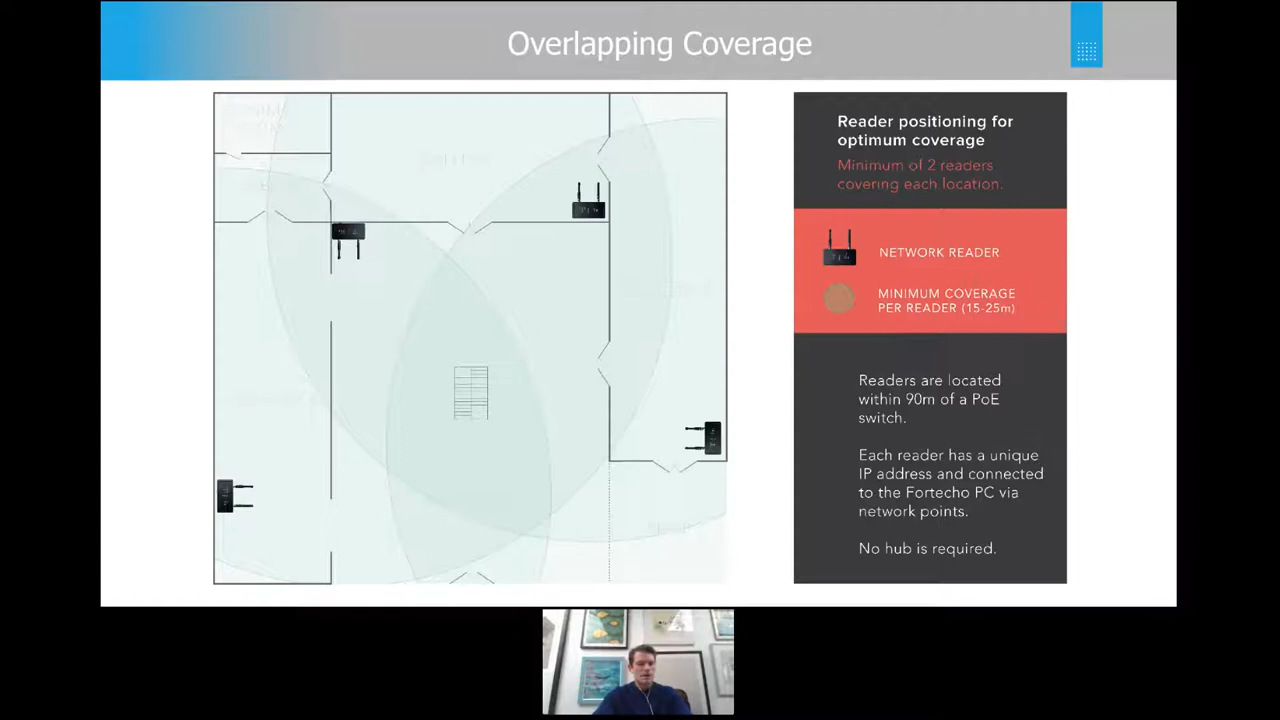 Overlapping Coverage
Reader positioning for
optimum coverage
Minimum of 2 readers
covering each location.
NETWORK READER
MINIMUM COVERAGE
PER READER (15-25m)
Readers are located
within 90m of a PoE
switch.
Each reader has a unique
IP address and connected
to the Fortecho PC via
network points.
No hub is required.